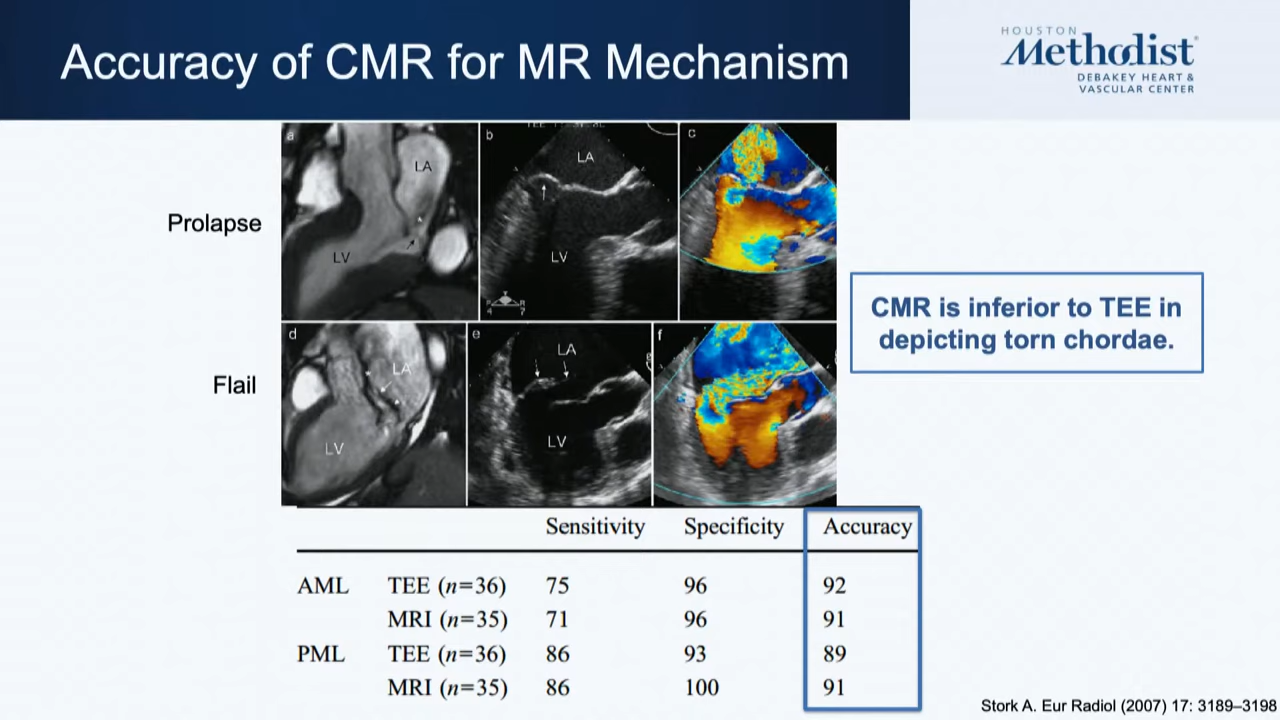 Accuracy of CMR for MR Mechanism
HOUSTON
Methodist
DEBAKEY HEART &
VASCULAR CENTER
a
LA
LV
b
LA
LV
c
Prolapse
CMR is inferior to TEE in
depicting torn chordae.
d
LA
LV
e
LA
LV
f
Flail
Sensitivity Specificity Accuracy
AML TEE (n=36) 75 96 92
MRI (n=35) 71 96 91
PML TEE (n=36) 86 93 89
MRI (n=35) 86 100 91
Stork A. Eur Radiol (2007) 17: 3189–3198